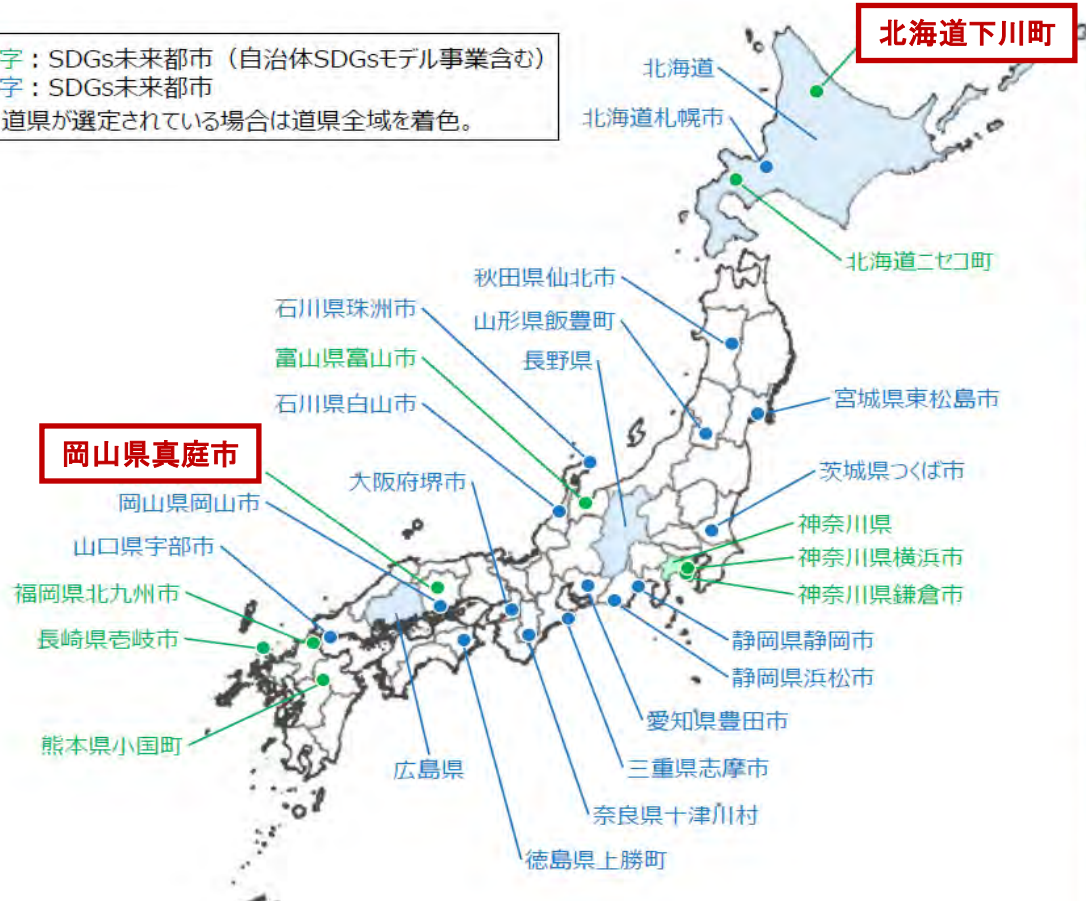 字：SDGs未来都市（自治体SDGsモデル事業含む）
字：SDGs未来都市
道県が選定されている場合は道県全域を着色。
北海道下川町
北海道
北海道札幌市
北海道ニセコ町
秋田県仙北市
石川県珠洲市
山形県飯豊町
富山県富山市
長野県
石川県白山市
宮城県東松島市
岡山県真庭市
大阪府堺市
茨城県つくば市
岡山県岡山市
神奈川県
山口県宇部市
神奈川県横浜市
福岡県北九州市
神奈川県鎌倉市
長崎県壱岐市
静岡県静岡市
静岡県浜松市
愛知県豊田市
熊本県小国町
広島県
三重県志摩市
奈良県十津川村
徳島県上勝町